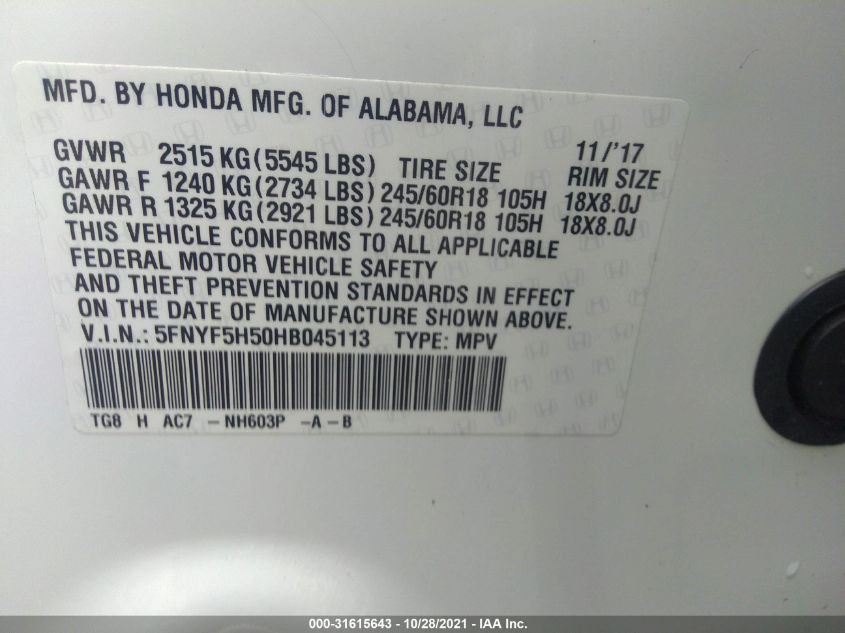 MFD. BY HONDA MFG. OF ALABAMA, LLC
11/'17
GVWR 2515 KG (5545 LBS) TIRE SIZE RIM SIZE
GAWR F 1240 KG (2734 LBS) 245/60R18 105H 18X8.0J
GAWR R 1325 KG (2921 LBS) 245/60R18 105H 18X8.0J
THIS VEHICLE CONFORMS TO ALL APPLICABLE
FEDERAL MOTOR VEHICLE SAFETY
AND THEFT PREVENTION STANDARDS IN EFFECT
ON THE DATE OF MANUFACTURE SHOWN ABOVE.
V.I.N.: 5FNYF5H50HB045113 TYPE: MPV
TG8 H AC7 – NH603P –A – B
000-31615643 / 10/28/2021 - IAA Inc.